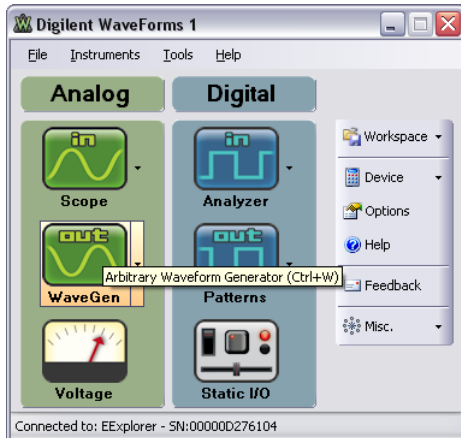 Digilent WaveForms 1
File Instruments Tools Help
Analog
Digital
in
Scope
in
Analyzer
out
WaveGen
out
Patterns
Arbitrary Waveform Generator (Ctrl+W)
Voltage
Static I/O
Workspace
Device
Options
Help
Feedback
Misc.
Connected to: EExplorer - SN:00000D276104